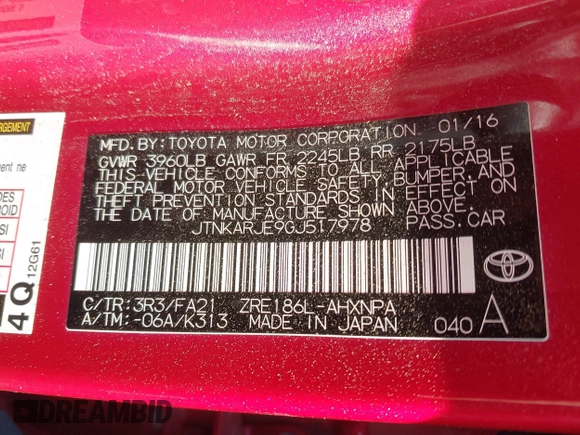 MFD.BY:TOYOTA MOTOR CORPORATION 01/16
GVWR 3960LB GAWR FR 2245LB RR 2175LB
THIS VEHICLE CONFORMS TO ALL APPLICABLE
FEDERAL MOTOR VEHICLE SAFETY, BUMPER, AND
THEFT PREVENTION STANDARDS IN EFFECT ON
THE DATE OF MANUFACTURE SHOWN ABOVE.
JTNKARJE9GJ517978 PASS.CAR
C/TR:3R3/FA21 ZRE186L-AHXNPA
A/TM:-06A/K313 MADE IN JAPAN 040 A
TOYOTA
4Q 12G61
DREAMBID